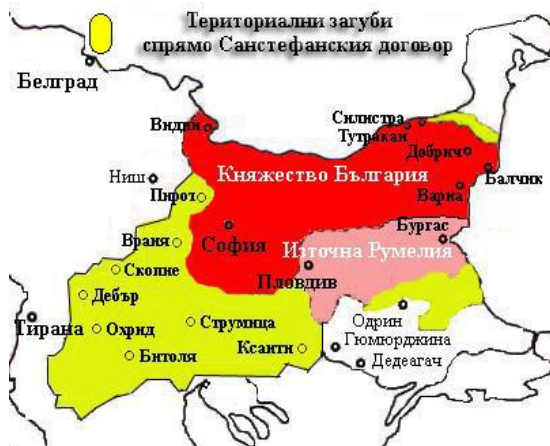 Териториални загуби
спрямо Санстефанския договор
Белград
Видин
Силистра
Тутракан
Добрич
Ниш
Княжество България
Балчик
Пирот
Варна
Бургас
Враня
София
Източна Румелия
Скопие
Пловдив
Дебър
Тирана
Охрид
Струмица
Одрин
Гюмюрджина
Битоля
Ксанти
Дедеагач